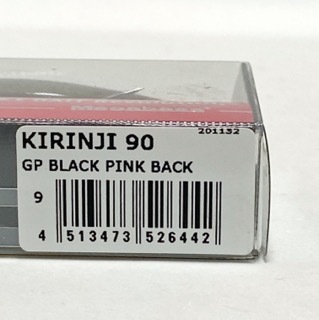 201132
KIRINJI 90
GP BLACK PINK BACK
9
4 513473 526442